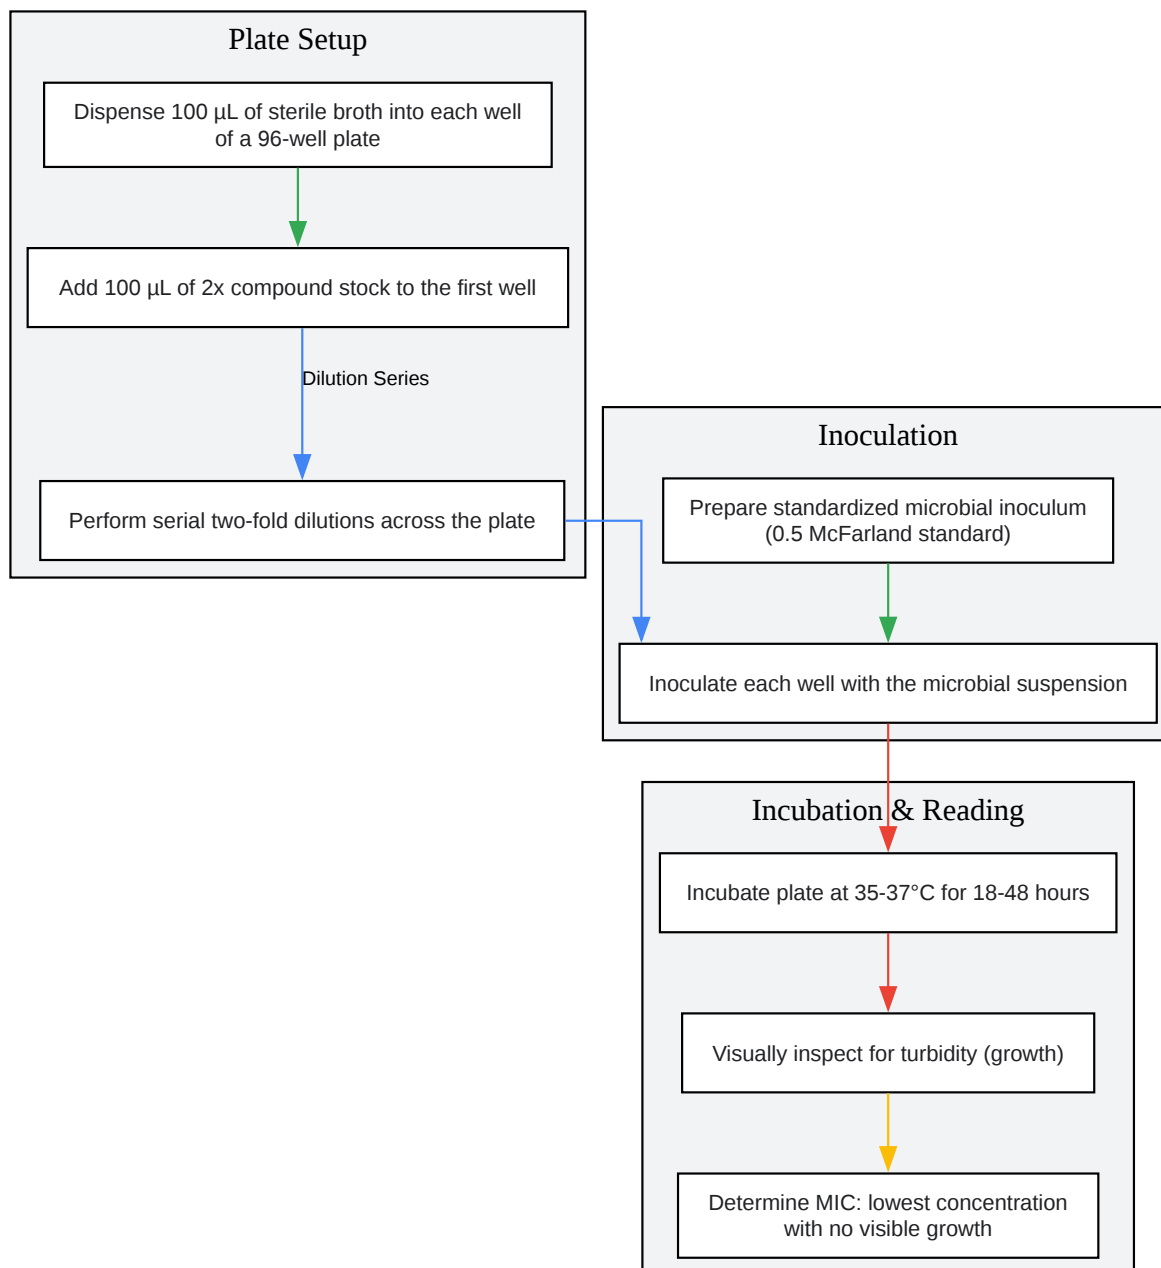 Plate Setup
Dispense 100 µL of sterile broth into each well
of a 96-well plate
Add 100 µL of 2x compound stock to the first well
Dilution Series
Perform serial two-fold dilutions across the plate
Inoculation
Prepare standardized microbial inoculum
(0.5 McFarland standard)
Inoculate each well with the microbial suspension
Incubation & Reading
Incubate plate at 35-37°C for 18-48 hours
Visually inspect for turbidity (growth)
Determine MIC: lowest concentration
with no visible growth